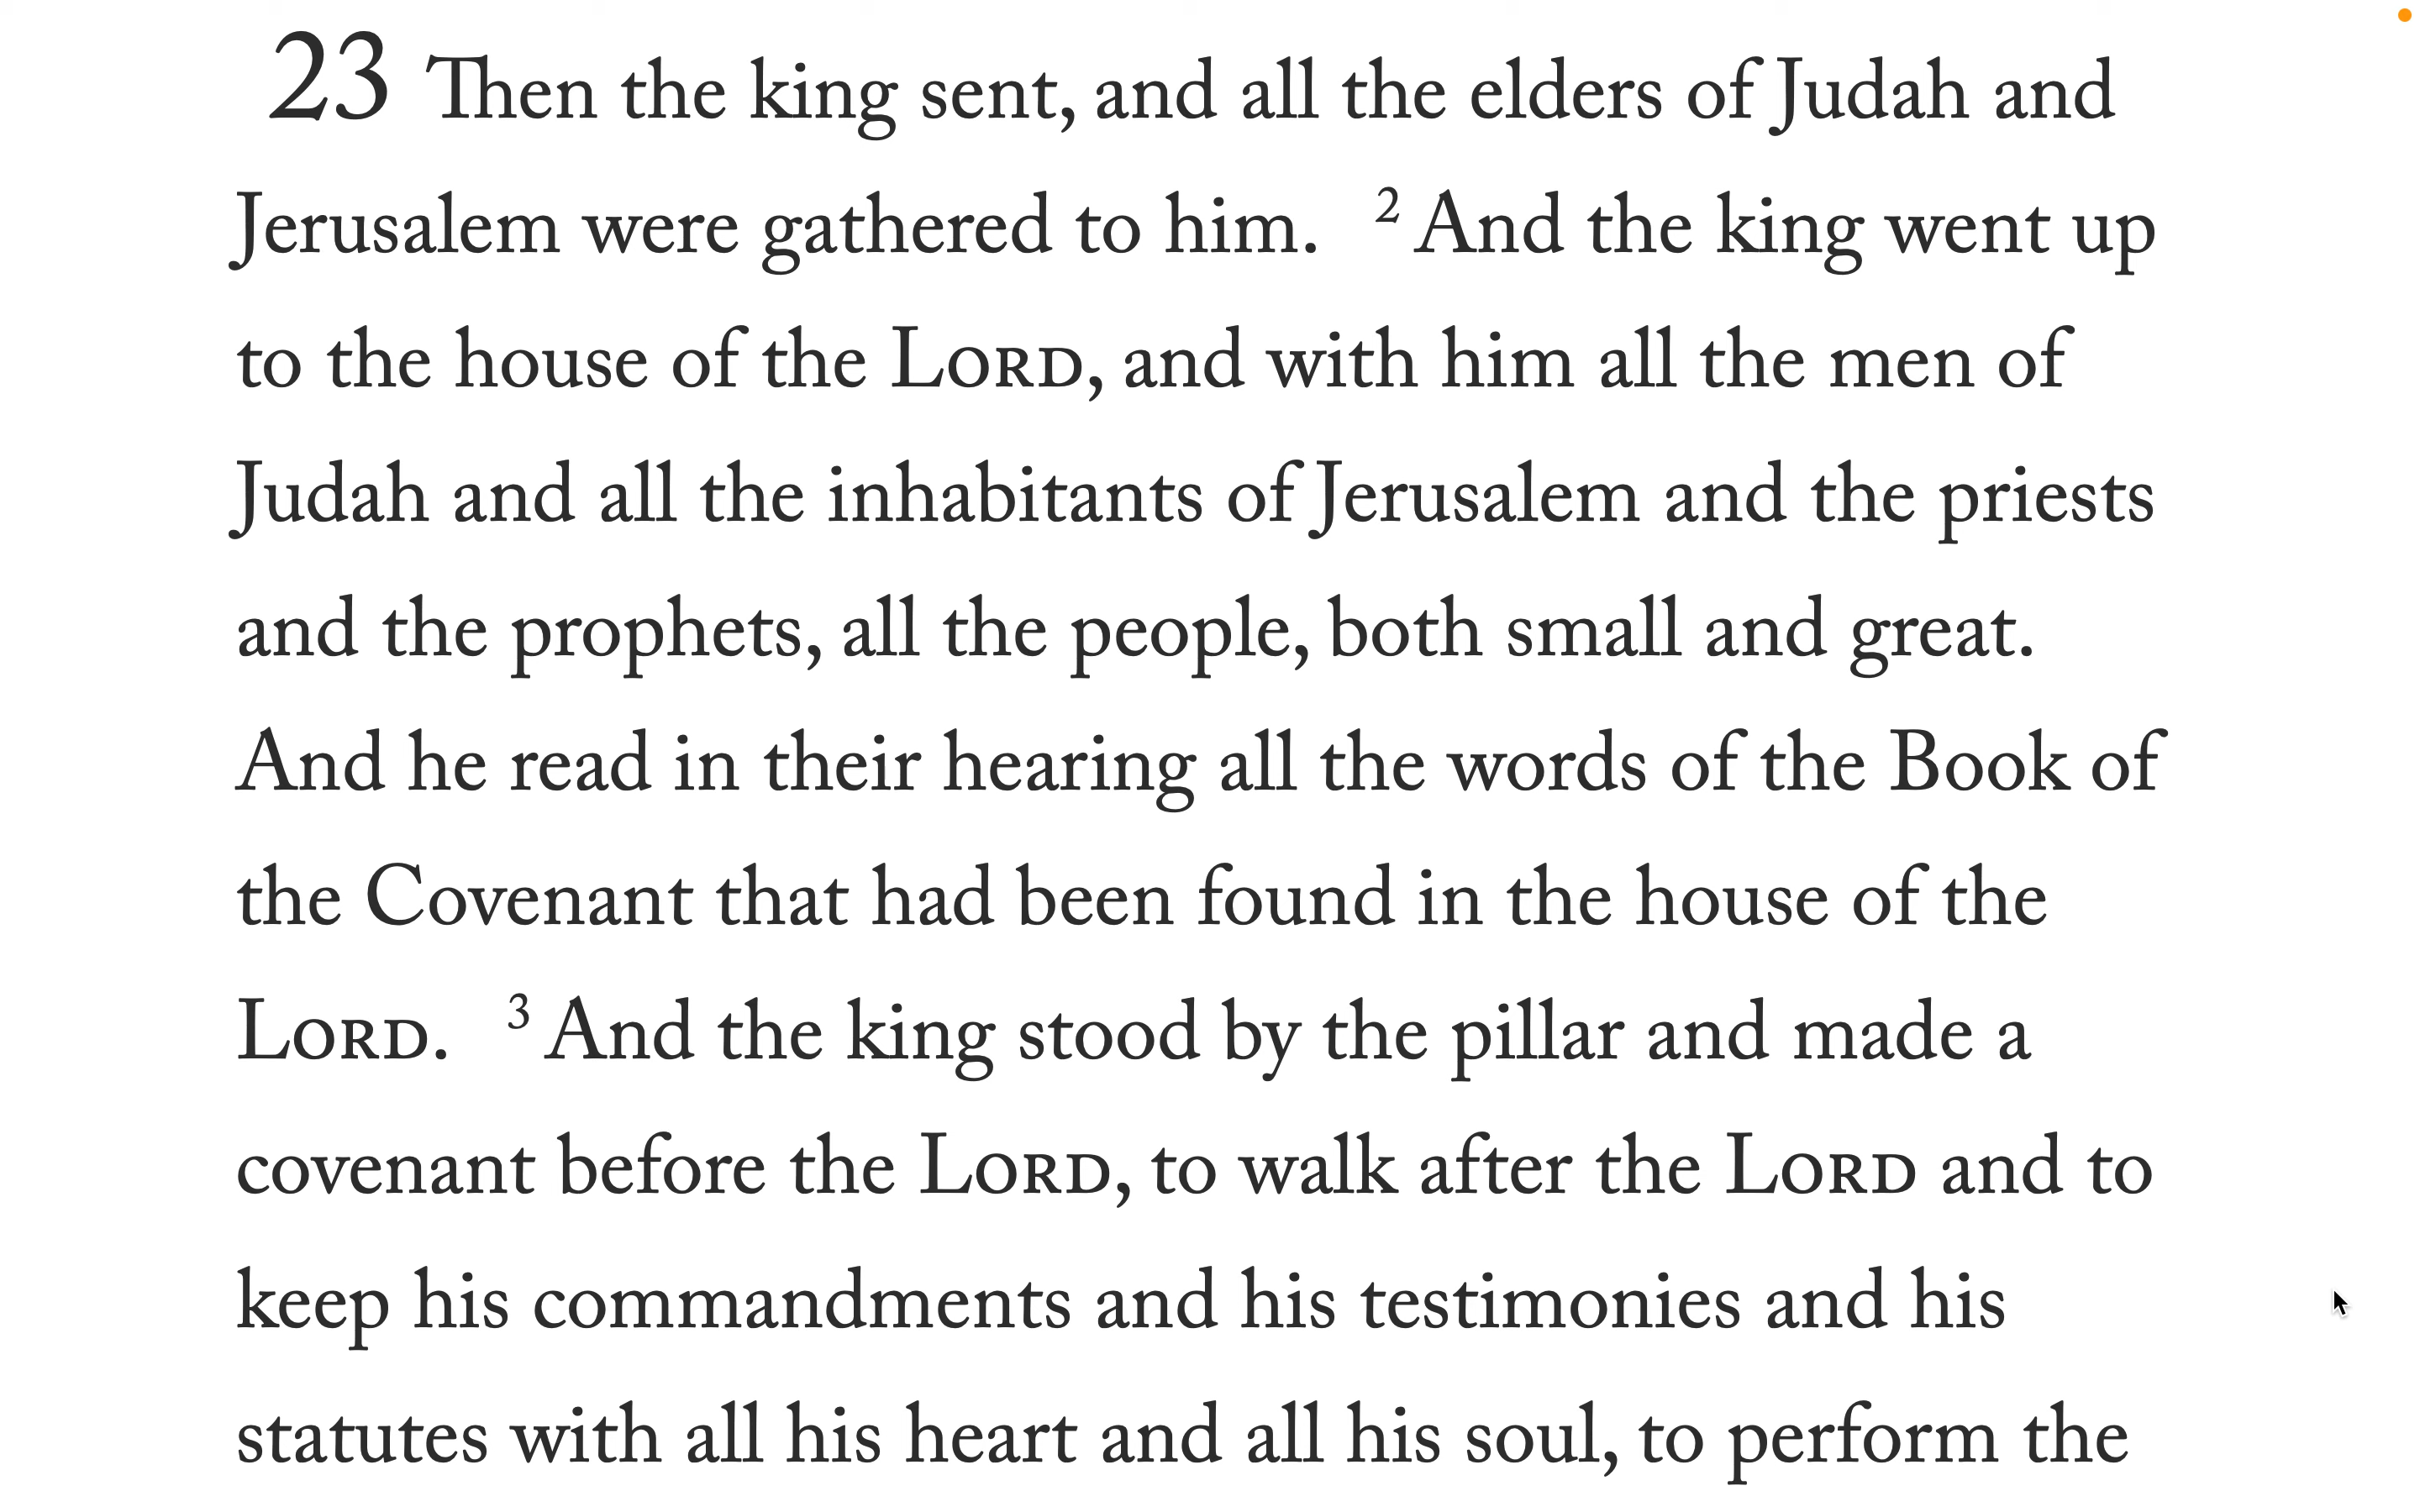 23 Then the king sent, and all the elders of Judah and
Jerusalem were gathered to him. 2 And the king went up
to the house of the LORD, and with him all the men of
Judah and all the inhabitants of Jerusalem and the priests
and the prophets, all the people, both small and great.
And he read in their hearing all the words of the Book of
the Covenant that had been found in the house of the
LORD. 3 And the king stood by the pillar and made a
covenant before the LORD, to walk after the LORD and to
keep his commandments and his testimonies and his
statutes with all his heart and all his soul, to perform the